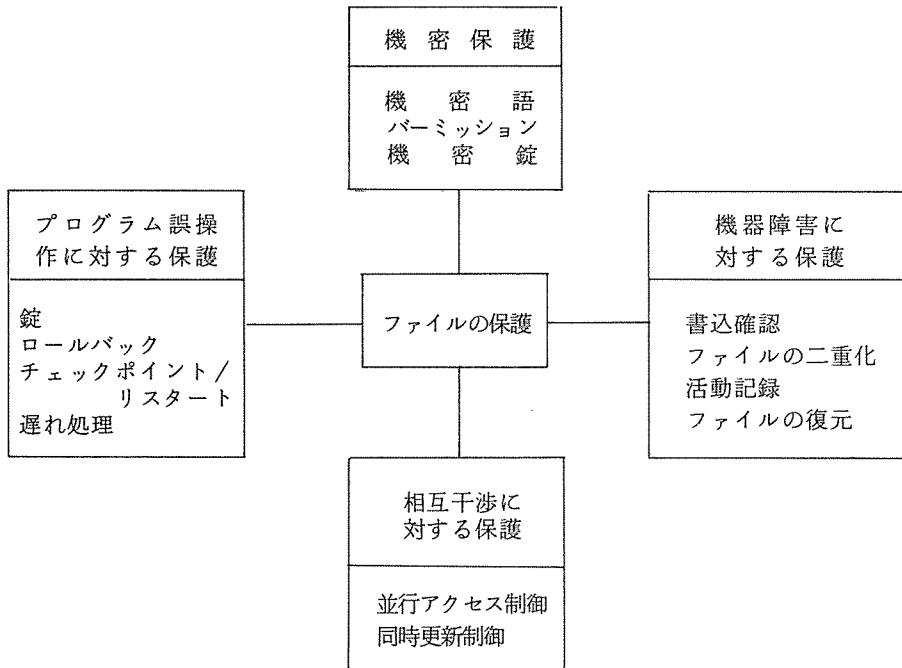 機密保護
機密語
パーミッション
機密錠
プログラム誤操
作に対する保護
錠
ロールバック
チェックポイント/
リスタート
遅れ処理
ファイルの保護
機器障害に
対する保護
書込確認
ファイルの二重化
活動記録
ファイルの復元
相互干渉に
対する保護
並行アクセス制御
同時更新制御